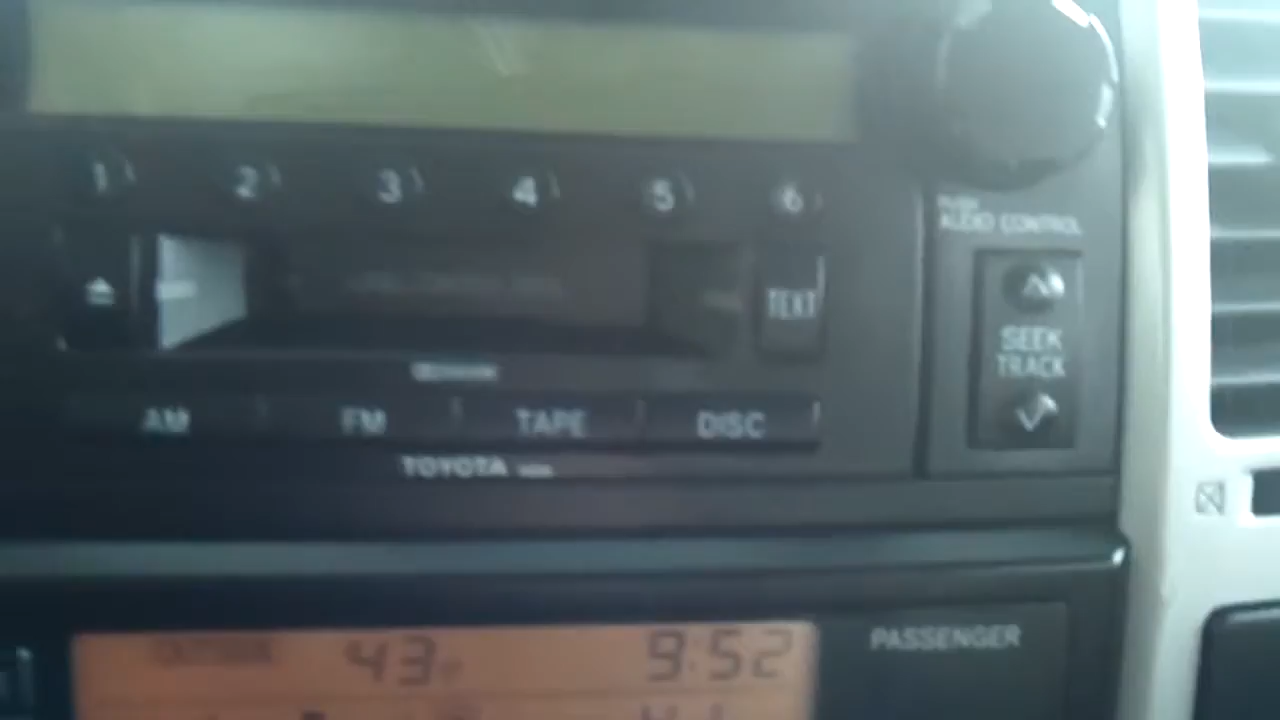 1 2 3 4 5 6
PUSH
AUDIO CONTROL
TEXT
SEEK
TRACK
AM FM TAPE DISC
TOYOTA
PASSENGER
43 9:52